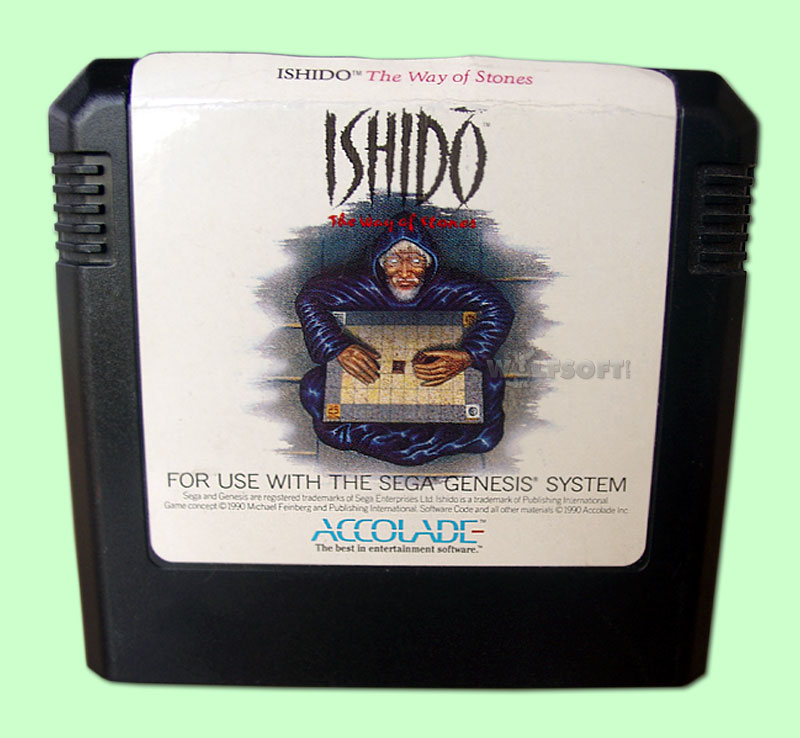 ISHIDO™ The Way of Stones
ISHIDŌ™
The Way of Stones
WOLFSOFT!
FOR USE WITH THE SEGA® GENESIS® SYSTEM
Sega and Genesis are registered trademarks of Sega Enterprises Ltd. Ishido is a trademark of Publishing International.
Game concept © 1990 Michael Feinberg and Publishing International. Software Code and all other materials © 1990 Accolade Inc
ACCOLADE™
The best in entertainment software.™